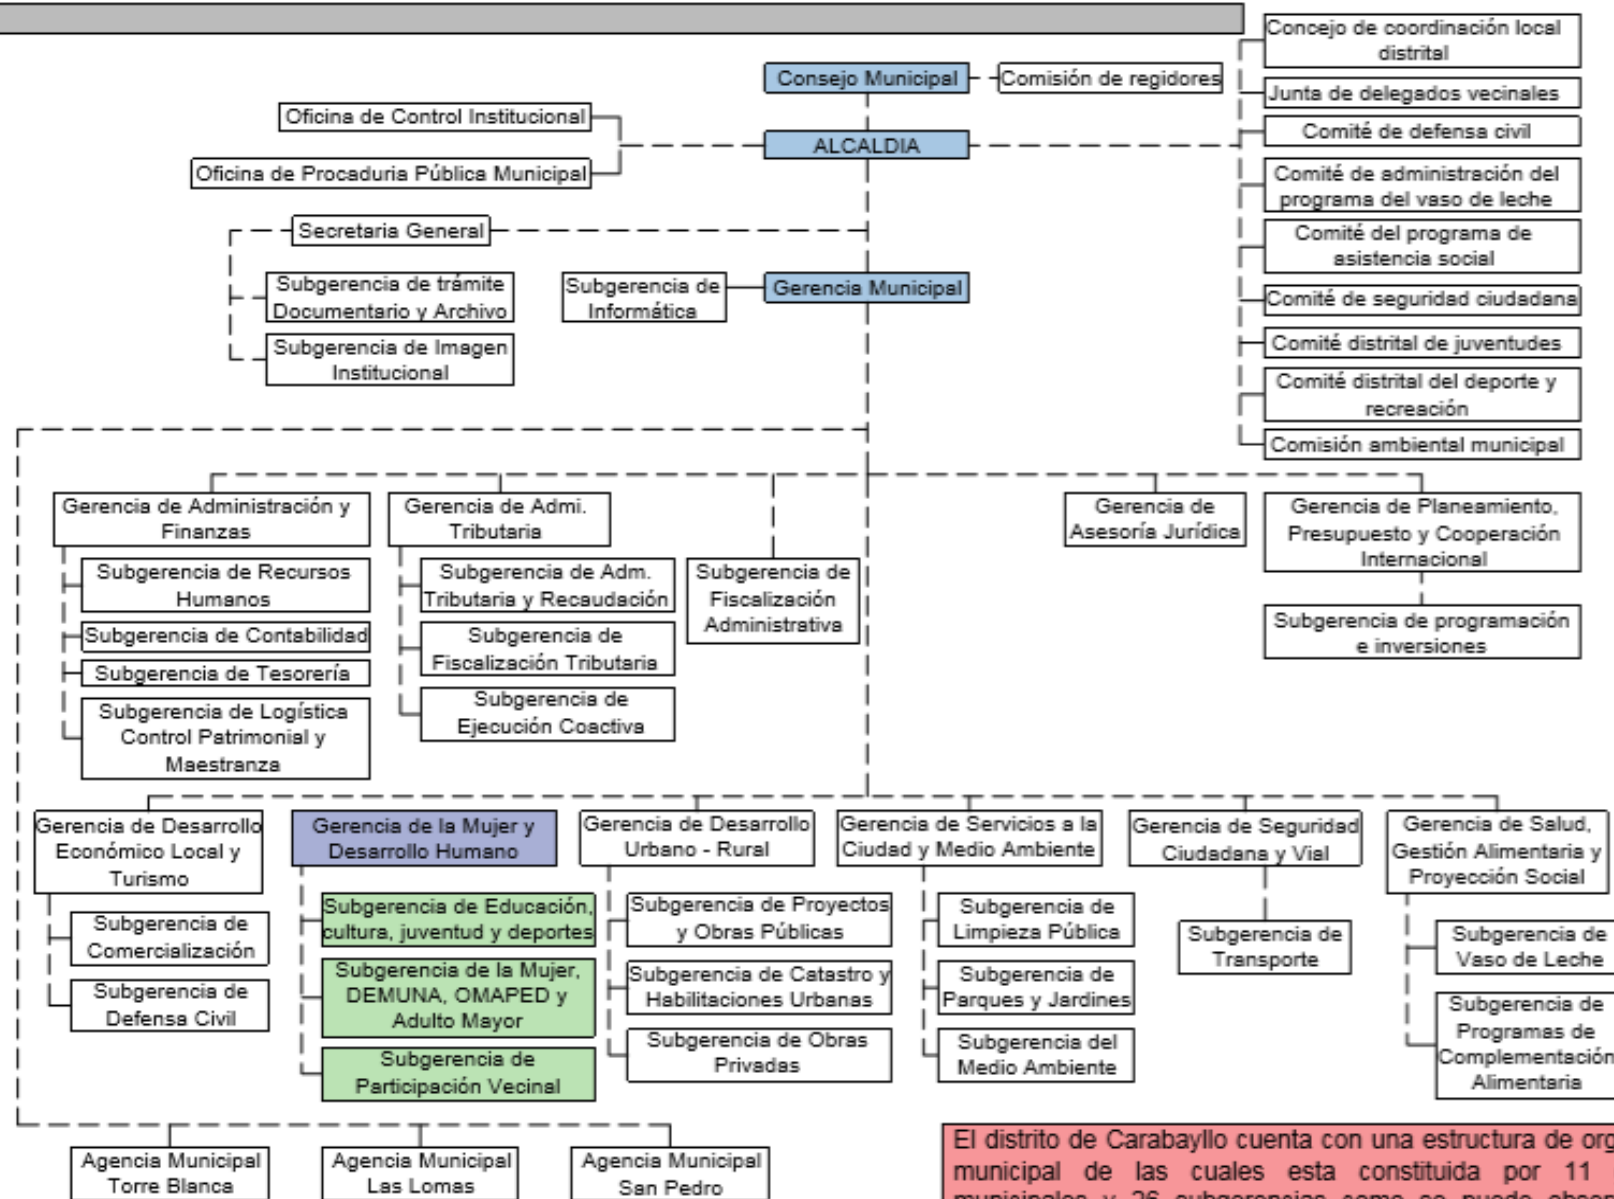 Concejo de coordinación local
distrital
Consejo Municipal
Comisión de regidores
Junta de delegados vecinales
Oficina de Control Institucional
ALCALDIA
Comité de defensa civil
Oficina de Procaduria Pública Municipal
Comité de administración del
programa del vaso de leche
Secretaria General
Comité del programa de
asistencia social
Subgerencia de trámite
Documentario y Archivo
Subgerencia de
Informática
Gerencia Municipal
Comité de seguridad ciudadana
Subgerencia de Imagen
Institucional
Comité distrital de juventudes
Comité distrital del deporte y
recreación
Comisión ambiental municipal
Gerencia de Administración y
Finanzas
Gerencia de Admi.
Tributaria
Gerencia de
Asesoría Jurídica
Gerencia de Planeamiento,
Presupuesto y Cooperación
Internacional
Subgerencia de Recursos
Humanos
Subgerencia de Adm.
Tributaria y Recaudación
Subgerencia de
Fiscalización
Administrativa
Subgerencia de programación
e inversiones
Subgerencia de Contabilidad
Subgerencia de
Fiscalización Tributaria
Subgerencia de Tesorería
Subgerencia de
Ejecución Coactiva
Subgerencia de Logística
Control Patrimonial y
Maestranza
Gerencia de Desarrollo
Económico Local y
Turismo
Gerencia de la Mujer y
Desarrollo Humano
Gerencia de Desarrollo
Urbano - Rural
Gerencia de Servicios a la
Ciudad y Medio Ambiente
Gerencia de Seguridad
Ciudadana y Vial
Gerencia de Salud,
Gestión Alimentaria y
Proyección Social
Subgerencia de
Comercialización
Subgerencia de Educación,
cultura, juventud y deportes
Subgerencia de Proyectos
y Obras Públicas
Subgerencia de
Limpieza Pública
Subgerencia de
Transporte
Subgerencia de
Vaso de Leche
Subgerencia de
Defensa Civil
Subgerencia de la Mujer,
DEMUNA, OMAPED y
Adulto Mayor
Subgerencia de Catastro y
Habilitaciones Urbanas
Subgerencia de
Parques y Jardines
Subgerencia de
Programas de
Complementación
Alimentaria
Subgerencia de
Participación Vecinal
Subgerencia de Obras
Privadas
Subgerencia del
Medio Ambiente
Agencia Municipal
Torre Blanca
Agencia Municipal
Las Lomas
Agencia Municipal
San Pedro
El distrito de Carabayllo cuenta con una estructura de org
municipal de las cuales esta constituida por 11
municipales y 26 subgerencias como se puede obser